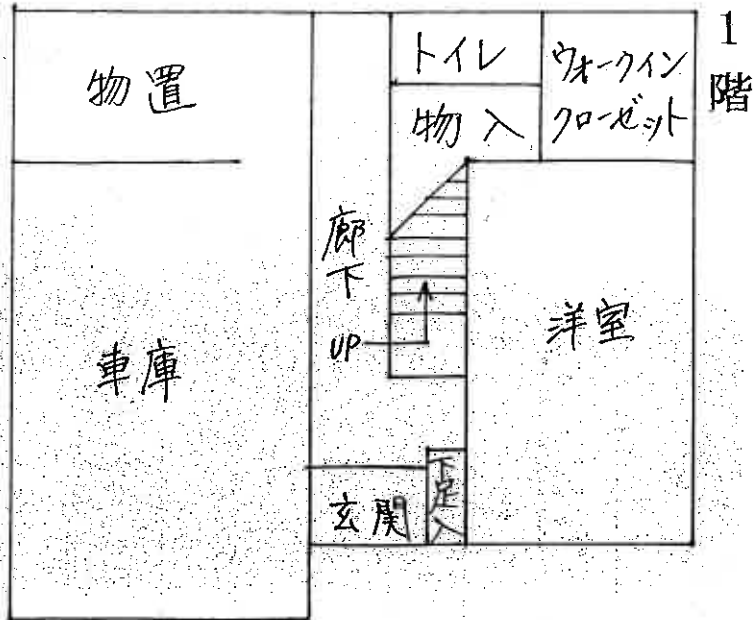 1階
物置
トイレ
ウォークイン
クローゼット
物入
廊下
UP
洋室
車庫
玄関
下足入